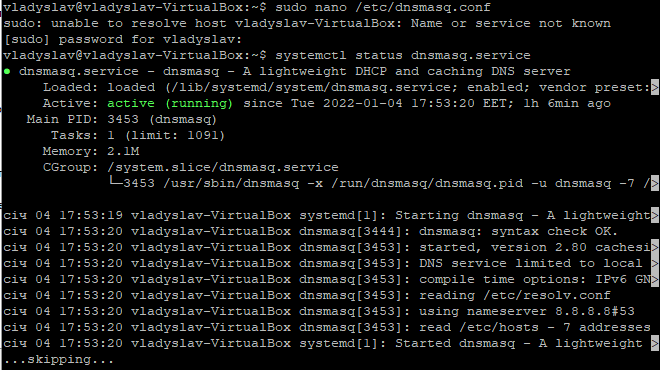 vladyslav@vladyslav-VirtualBox:~$ sudo nano /etc/dnsmasq.conf
sudo: unable to resolve host vladyslav-VirtualBox: Name or service not known
[sudo] password for vladyslav:
vladyslav@vladyslav-VirtualBox:~$ systemctl status dnsmasq.service
● dnsmasq.service - dnsmasq - A lightweight DHCP and caching DNS server
     Loaded: loaded (/lib/systemd/system/dnsmasq.service; enabled; vendor preset:>
     Active: active (running) since Tue 2022-01-04 17:53:20 EET; 1h 6min ago
   Main PID: 3453 (dnsmasq)
      Tasks: 1 (limit: 1091)
     Memory: 2.1M
     CGroup: /system.slice/dnsmasq.service
             └─3453 /usr/sbin/dnsmasq -x /run/dnsmasq/dnsmasq.pid -u dnsmasq -7 />
січ 04 17:53:19 vladyslav-VirtualBox systemd[1]: Starting dnsmasq - A lightweight>
січ 04 17:53:20 vladyslav-VirtualBox dnsmasq[3444]: dnsmasq: syntax check OK.
січ 04 17:53:20 vladyslav-VirtualBox dnsmasq[3453]: started, version 2.80 cachesi>
січ 04 17:53:20 vladyslav-VirtualBox dnsmasq[3453]: DNS service limited to local >
січ 04 17:53:20 vladyslav-VirtualBox dnsmasq[3453]: compile time options: IPv6 GN>
січ 04 17:53:20 vladyslav-VirtualBox dnsmasq[3453]: reading /etc/resolv.conf
січ 04 17:53:20 vladyslav-VirtualBox dnsmasq[3453]: using nameserver 8.8.8.8#53
січ 04 17:53:20 vladyslav-VirtualBox dnsmasq[3453]: read /etc/hosts - 7 addresses
січ 04 17:53:20 vladyslav-VirtualBox systemd[1]: Started dnsmasq - A lightweight >
...skipping...